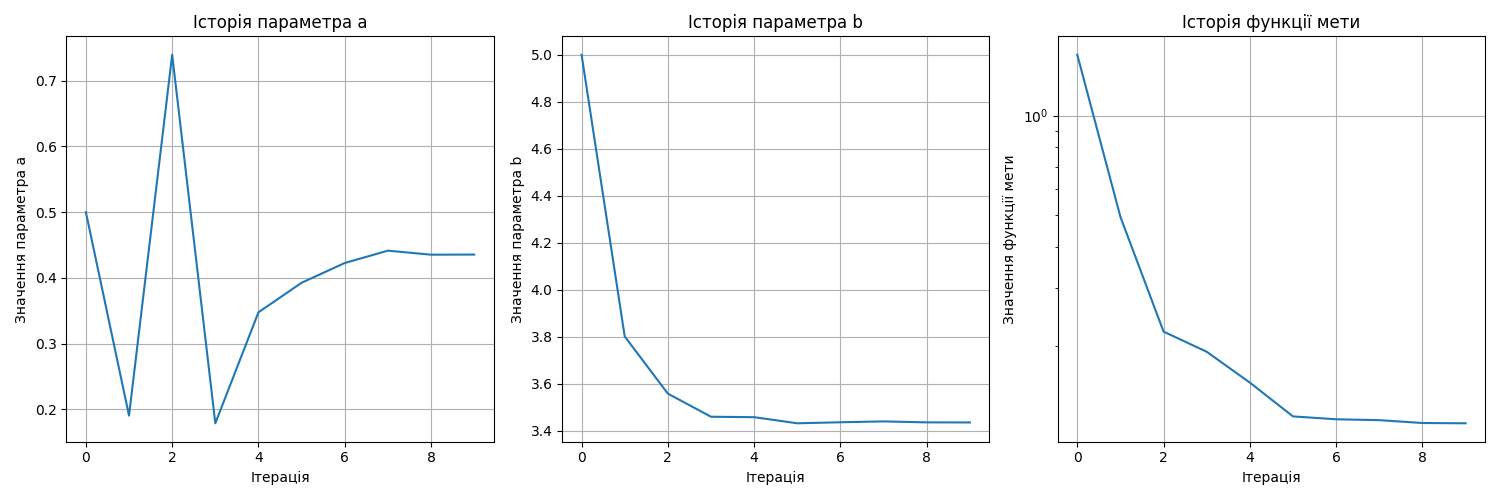 Історія параметра a
Значення параметра a
0.7
0.6
0.5
0.4
0.3
0.2
0 2 4 6 8
Ітерація
Історія параметра b
Значення параметра b
5.0
4.8
4.6
4.4
4.2
4.0
3.8
3.6
3.4
0 2 4 6 8
Ітерація
Історія функції мети
Значення функції мети
10⁰
0 2 4 6 8
Ітерація